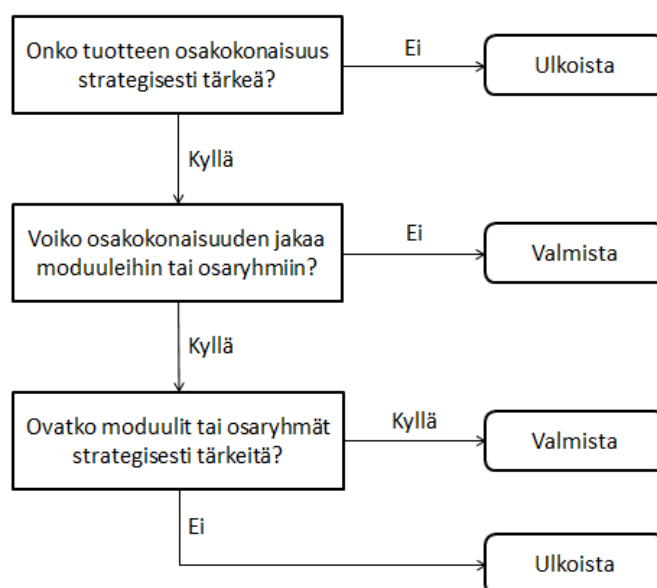 Onko tuotteen osakokonaisuus
strategisesti tärkeä?
Ei
Ulkoista
Kyllä
Voiko osakokonaisuuden jakaa
moduuleihin tai osaryhmiin?
Ei
Valmista
Kyllä
Ovatko moduulit tai osaryhmät
strategisesti tärkeitä?
Kyllä
Valmista
Ei
Ulkoista